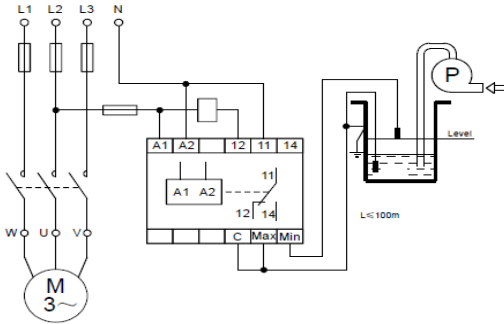 L1 L2 L3 N
P
A1 A2 12 11 14
Level
A1 A2
11
12 14
L≤100m
W U V
C Max Min
M
3~